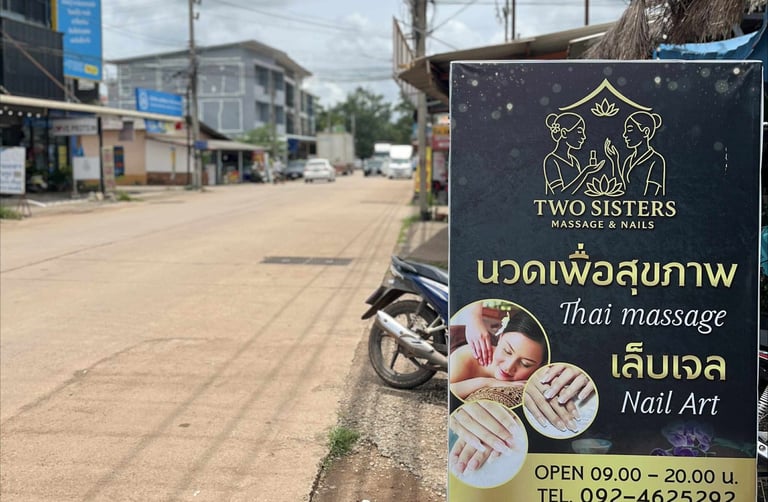 TWO SISTERS
MASSAGE & NAILS
นวดเพื่อสุขภาพ
Thai massage
เล็บเจล
Nail Art
OPEN 09.00 – 20.00 น.
TEL. 092-4625292